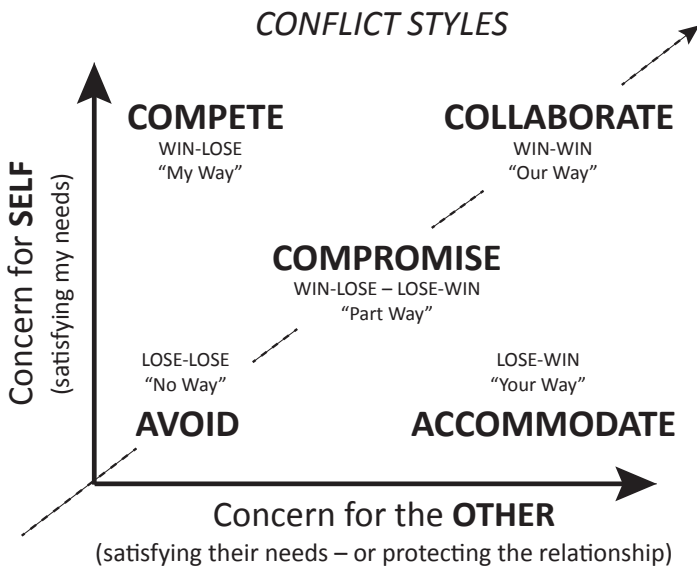 CONFLICT STYLES
COMPETE
WIN-LOSE
“My Way”
COLLABORATE
WIN-WIN
“Our Way”
COMPROMISE
WIN-LOSE – LOSE-WIN
“Part Way”
LOSE-LOSE
“No Way”
AVOID
LOSE-WIN
“Your Way”
ACCOMMODATE
Concern for SELF
(satisfying my needs)
Concern for the OTHER
(satisfying their needs – or protecting the relationship)